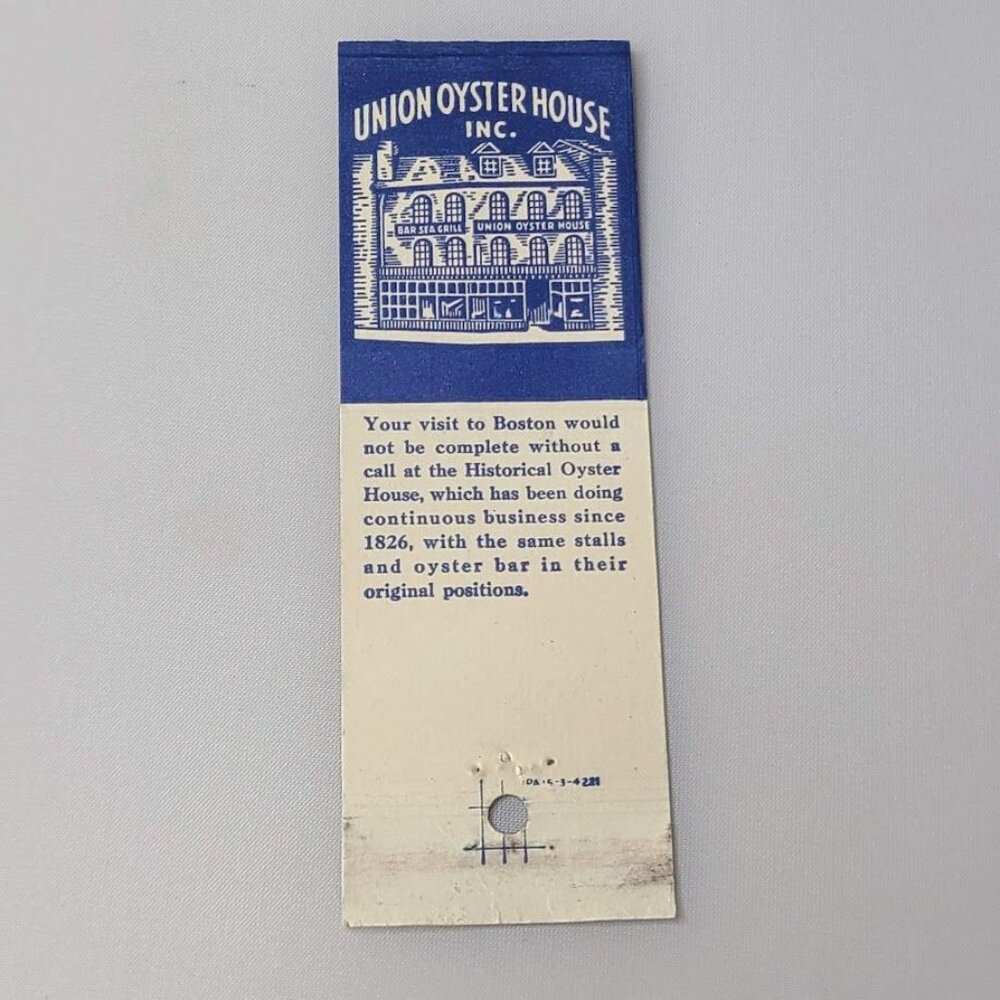 UNION OYSTER HOUSE
INC.
BAR SEA GRILL UNION OYSTER HOUSE
Your visit to Boston would
not be complete without a
call at the Historical Oyster
House, which has been doing
continuous business since
1826, with the same stalls
and oyster bar in their
original positions.